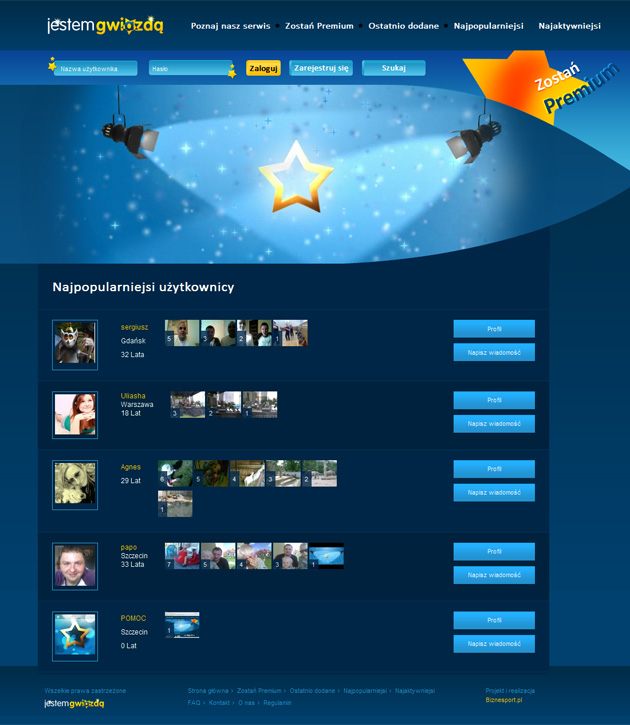 jestemgwiazdą
Poznaj nasz serwis • Zostań Premium • Ostatnio dodane • Najpopularniejsi Najaktywniejsi
Nazwa użytkownika Hasło Zaloguj Zarejestruj się Szukaj
Zostań
Premium
Najpopularniejsi użytkownicy
sergiusz
Gdańsk
32 Lata
5 3 2 1
Profil
Napisz wiadomość
Uliasha
Warszawa
18 Lat
3 2 1
Profil
Napisz wiadomość
Agnes
29 Lat
6 5 4 3 2
1
Profil
Napisz wiadomość
papo
Szczecin
33 Lata
7 5 4 3 1
Profil
Napisz wiadomość
POMOC
Szczecin
0 Lat
1
Profil
Napisz wiadomość
Wszelkie prawa zastrzeżone
jestemgwiazdą
Strona główna › Zostań Premium › Ostatnio dodane › Najpopularniejsi › Najaktywniejsi
FAQ › Kontakt › O nas › Regulamin
Projekt i realizacja
Biznesport.pl